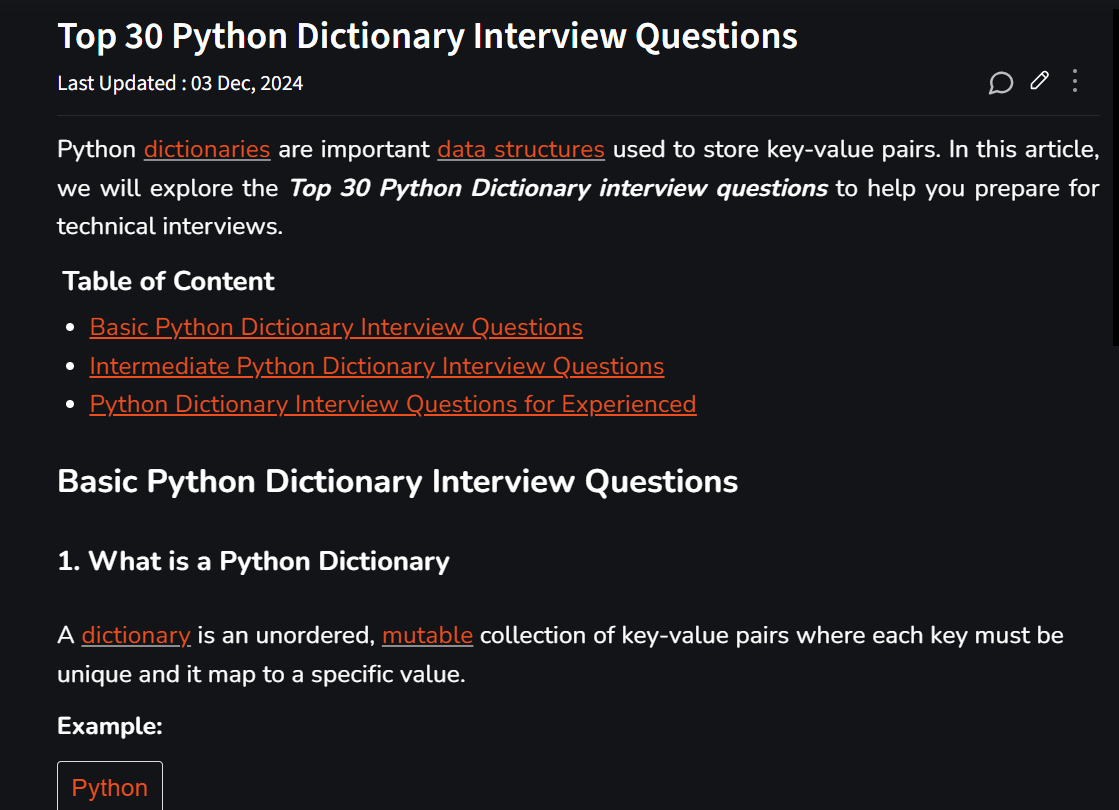 Top 30 Python Dictionary Interview Questions
Last Updated : 03 Dec, 2024
Python dictionaries are important data structures used to store key-value pairs. In this article,
we will explore the Top 30 Python Dictionary interview questions to help you prepare for
technical interviews.
Table of Content
Basic Python Dictionary Interview Questions
Intermediate Python Dictionary Interview Questions
Python Dictionary Interview Questions for Experienced
Basic Python Dictionary Interview Questions
1. What is a Python Dictionary
A dictionary is an unordered, mutable collection of key-value pairs where each key must be
unique and it map to a specific value.
Example:
Python